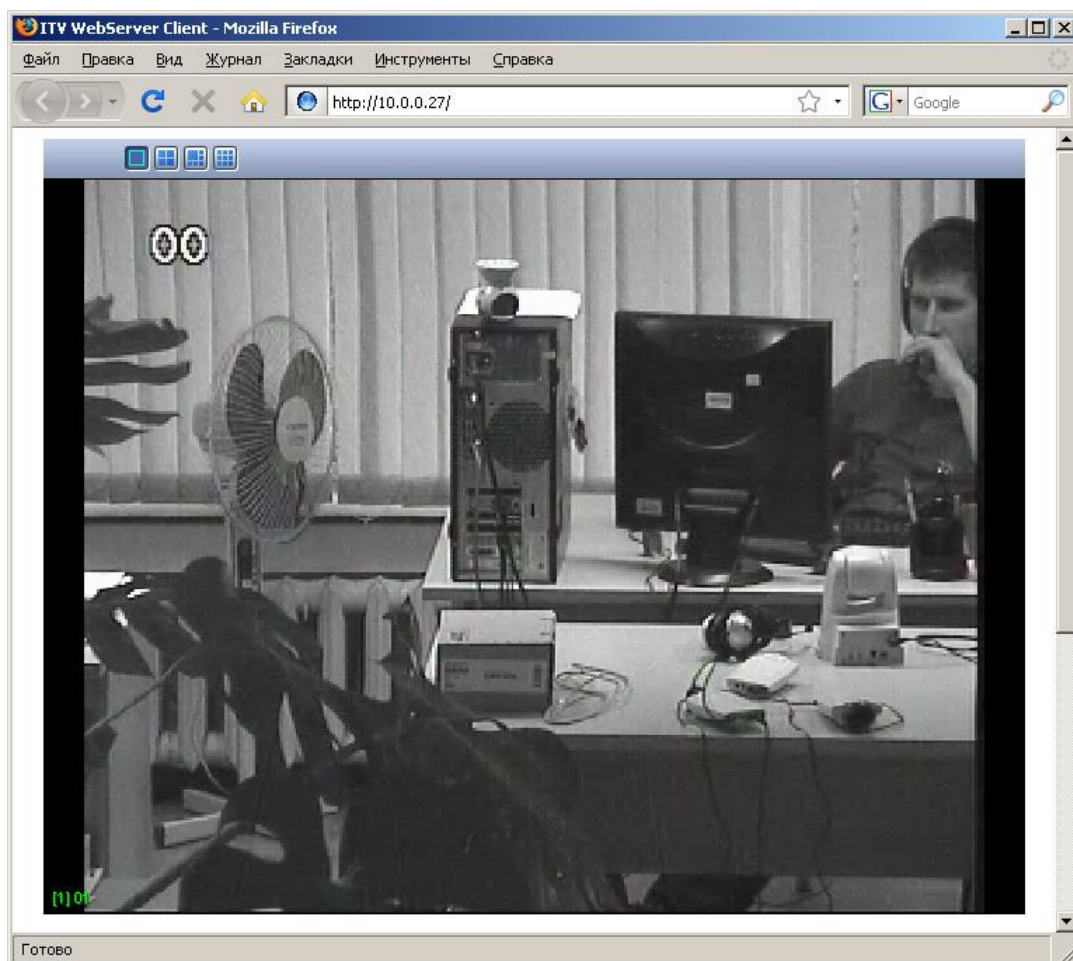 ITV WebServer Client - Mozilla Firefox
Файл Правка Вид Журнал Закладки Инструменты Справка
http://10.0.0.27/ G Google
00
[1] 01
Готово